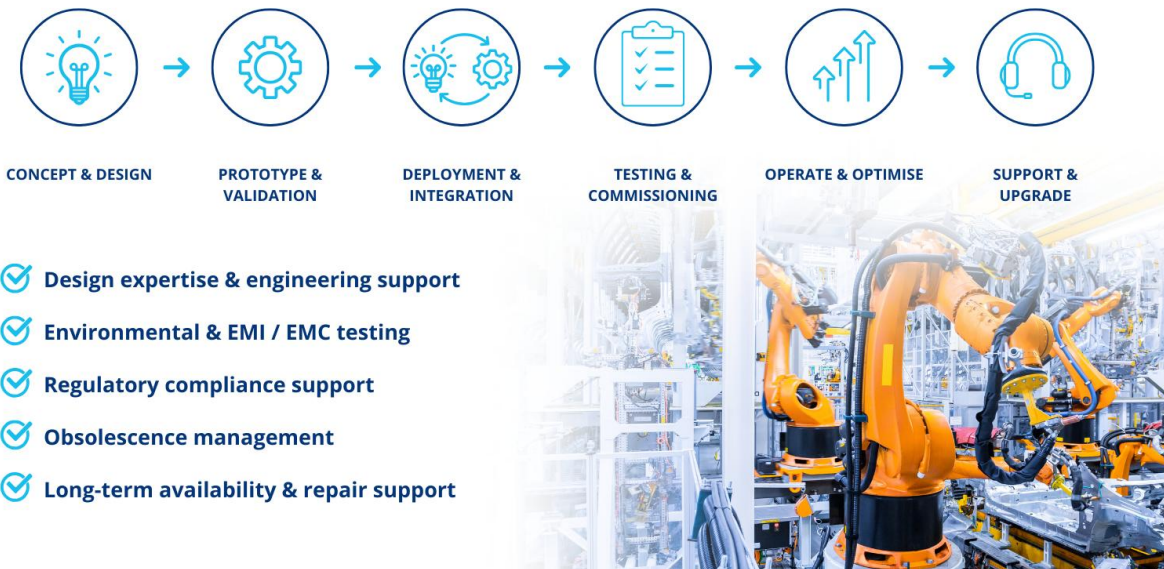 CONCEPT & DESIGN
PROTOTYPE &
VALIDATION
DEPLOYMENT &
INTEGRATION
TESTING &
COMMISSIONING
OPERATE & OPTIMISE
SUPPORT &
UPGRADE
Design expertise & engineering support
Environmental & EMI / EMC testing
Regulatory compliance support
Obsolescence management
Long-term availability & repair support